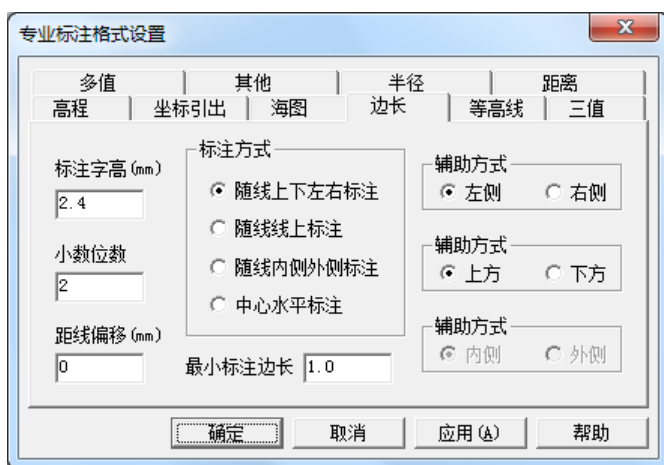 专业标注格式设置
多值 其他 半径 距离
高程 坐标引出 海图 边长 等高线 三值
标注字高(mm)
2.4
小数位数
2
距线偏移(mm)
0
标注方式
随线上下左右标注
随线线上标注
随线内侧外侧标注
中心水平标注
最小标注边长 1.0
辅助方式
左侧 右侧
辅助方式
上方 下方
辅助方式
内侧 外侧
确定 取消 应用(A) 帮助